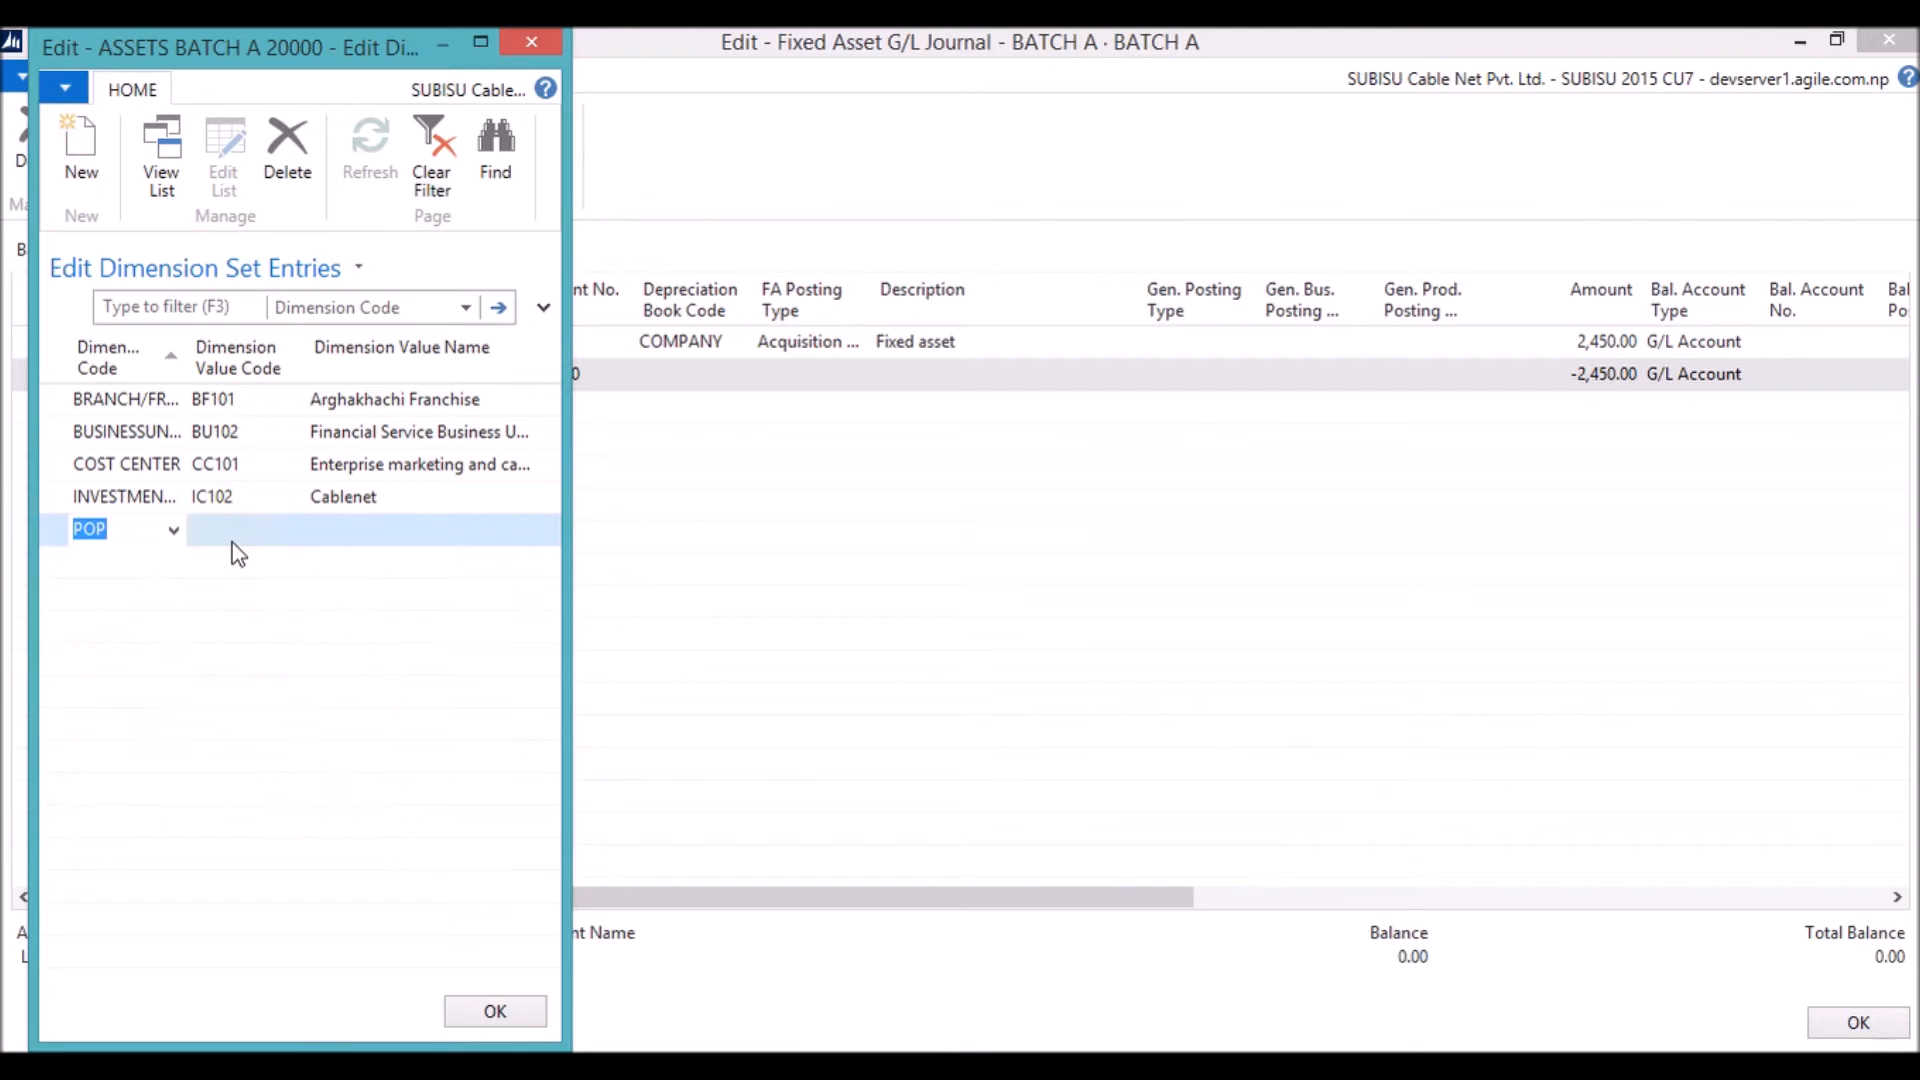 Edit - ASSETS BATCH A 20000 - Edit Di...
Edit - Fixed Asset G/L Journal - BATCH A · BATCH A
HOME
SUBISU Cable...
SUBISU Cable Net Pvt. Ltd. - SUBISU 2015 CU7 - devserver1.agile.com.np
New
View List
Edit List
Delete
Refresh
Clear Filter
Find
New
Manage
Page
Edit Dimension Set Entries
Type to filter (F3)
Dimension Code
Dimen... Code
Dimension Value Code
Dimension Value Name
BRANCH/FR... BF101 Arghakhachi Franchise
BUSINESSUN... BU102 Financial Service Business U...
COST CENTER CC101 Enterprise marketing and ca...
INVESTMEN... IC102 Cablenet
POP
OK
nt No.
Depreciation Book Code
FA Posting Type
Description
Gen. Posting Type
Gen. Bus. Posting ...
Gen. Prod. Posting ...
Amount
Bal. Account Type
Bal. Account No.
Bal Po
COMPANY Acquisition ... Fixed asset 2,450.00 G/L Account
0 -2,450.00 G/L Account
nt Name
Balance
Total Balance
0.00
0.00
OK